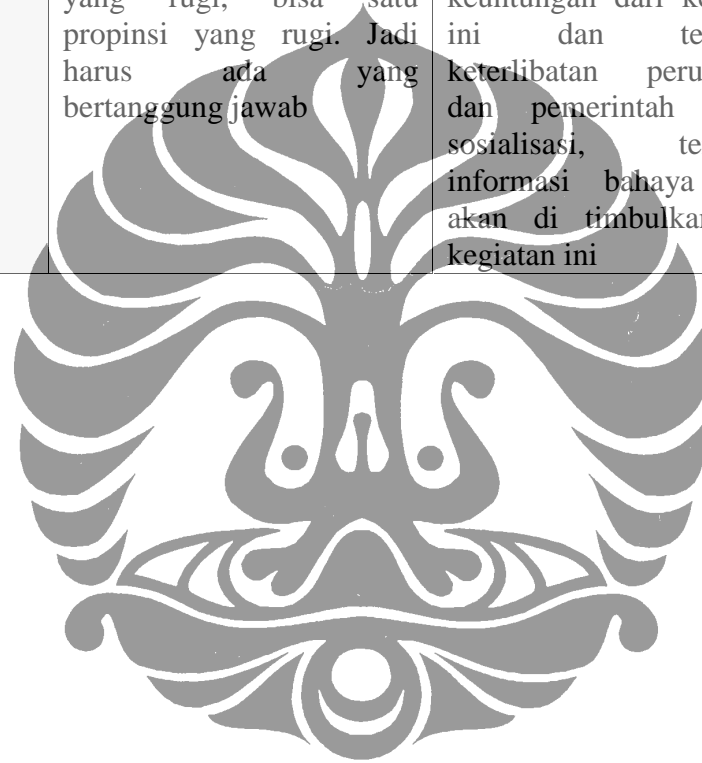 yang rugi, bisa satu
propinsi yang rugi. Jadi
harus ada yang
bertanggung jawab
keuntungan dari
ini dan
keterlibatan
dan pemerintah
sosialisasi,
informasi bahaya
akan di timbulkan
kegiatan ini